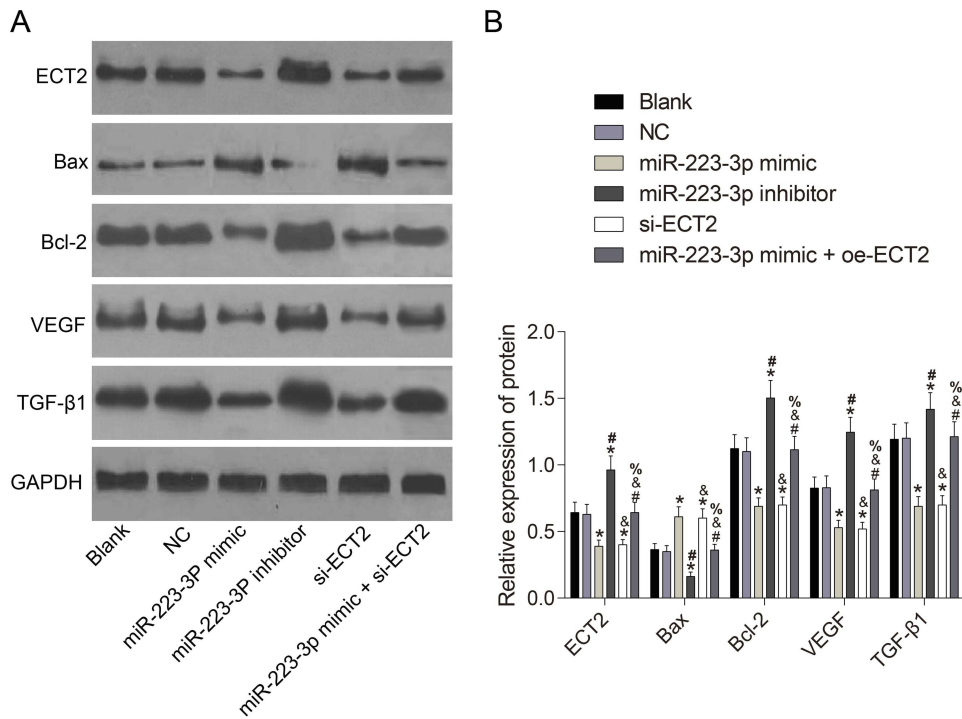 A
ECT2
Bax
Bcl-2
VEGF
TGF-β1
GAPDH
Blank
NC
miR-223-3P mimic
miR-223-3P inhibitor
si-ECT2
miR-223-3p mimic + si-ECT2
B
Blank
NC
miR-223-3p mimic
miR-223-3p inhibitor
si-ECT2
miR-223-3p mimic + oe-ECT2
Relative expression of protein
2.0
1.5
1.0
0.5
0.0
*
#
*
&
*
%
&
#
*
#
*
&
*
%
&
#
*
#
*
&
*
%
&
#
*
#
*
&
*
%
&
#
*
#
*
&
*
%
&
#
ECT2
Bax
Bcl-2
VEGF
TGF-β1